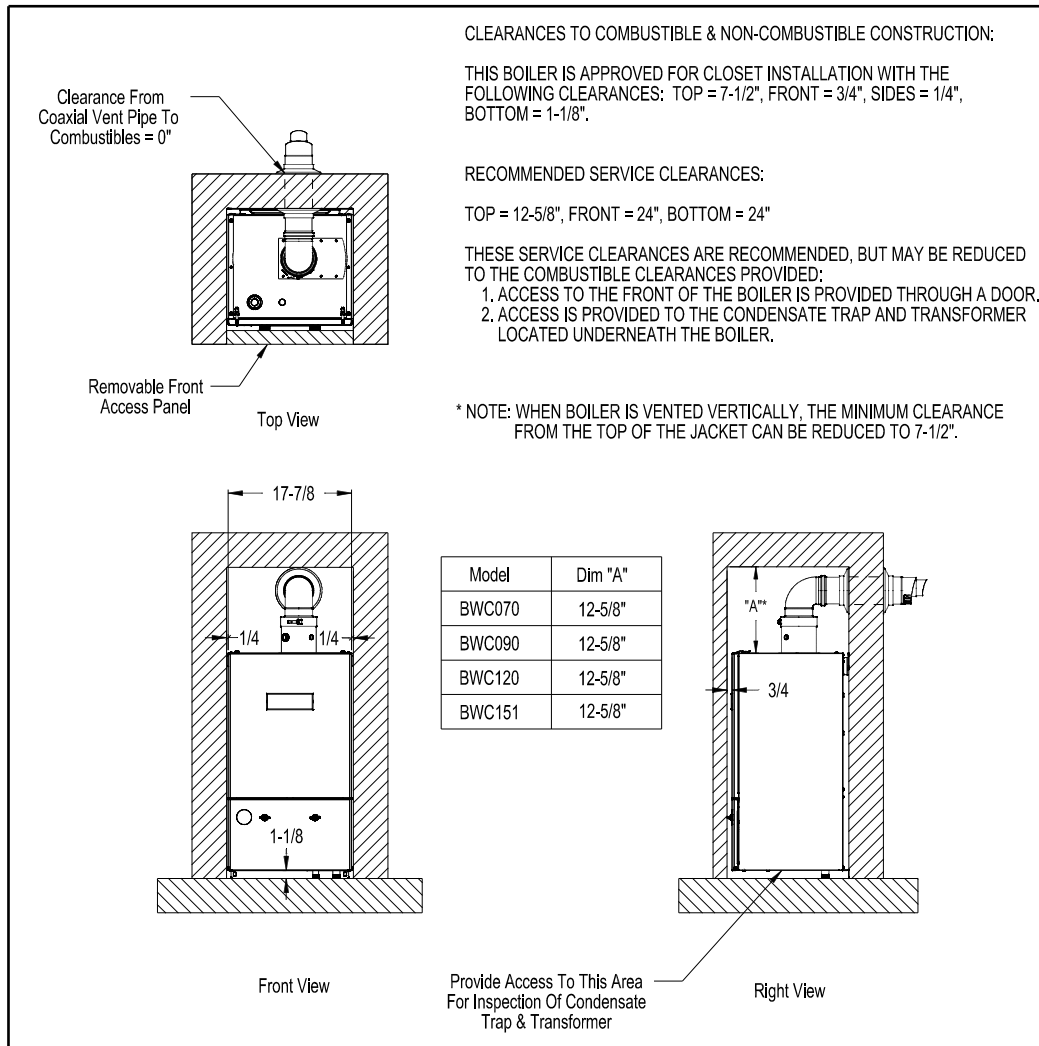 CLEARANCES TO COMBUSTIBLE & NON-COMBUSTIBLE CONSTRUCTION:
THIS BOILER IS APPROVED FOR CLOSET INSTALLATION WITH THE
FOLLOWING CLEARANCES: TOP = 7-1/2", FRONT = 3/4", SIDES = 1/4",
BOTTOM = 1-1/8".
RECOMMENDED SERVICE CLEARANCES:
TOP = 12-5/8", FRONT = 24", BOTTOM = 24"
THESE SERVICE CLEARANCES ARE RECOMMENDED, BUT MAY BE REDUCED
TO THE COMBUSTIBLE CLEARANCES PROVIDED:
1. ACCESS TO THE FRONT OF THE BOILER IS PROVIDED THROUGH A DOOR.
2. ACCESS IS PROVIDED TO THE CONDENSATE TRAP AND TRANSFORMER
LOCATED UNDERNEATH THE BOILER.
* NOTE: WHEN BOILER IS VENTED VERTICALLY, THE MINIMUM CLEARANCE
FROM THE TOP OF THE JACKET CAN BE REDUCED TO 7-1/2".
Clearance From
Coaxial Vent Pipe To
Combustibles = 0"
Removable Front
Access Panel
Top View
17-7/8
1/4 1/4
1-1/8
Front View
Model Dim "A"
BWC070 12-5/8"
BWC090 12-5/8"
BWC120 12-5/8"
BWC151 12-5/8"
"A"*
3/4
Provide Access To This Area
For Inspection Of Condensate
Trap & Transformer
Right View